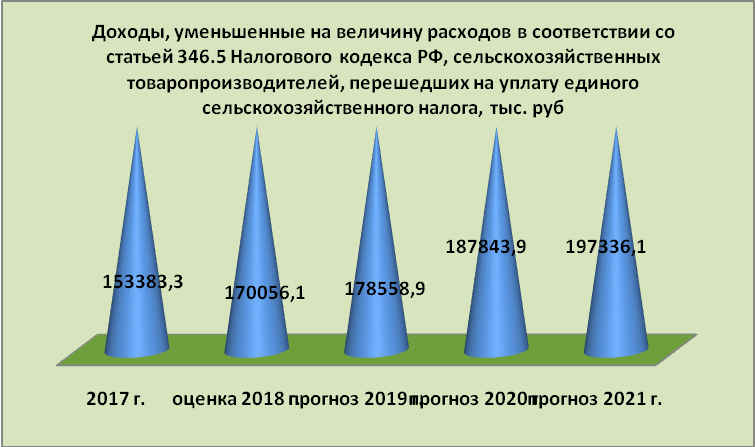 Доходы, уменьшенные на величину расходов в соответствии со
статьей 346.5 Налогового кодекса РФ, сельскохозяйственных
товаропроизводителей, перешедших на уплату единого
сельскохозяйственного налога, тыс. руб
153383,3
170056,1
178558,9
187843,9
197336,1
2017 г.
оценка 2018
прогноз 2019
прогноз 2020
прогноз 2021 г.